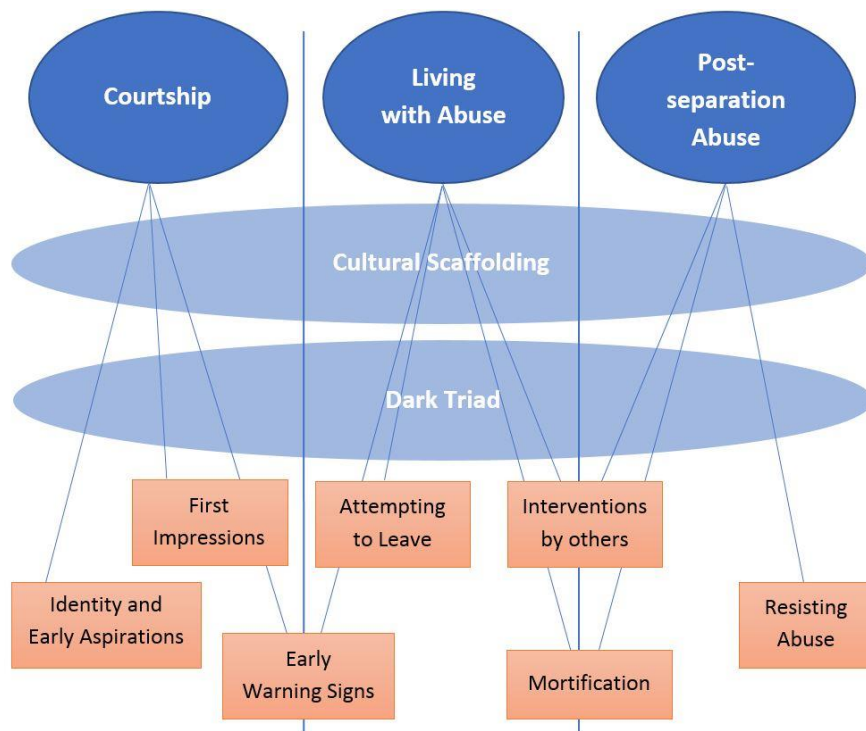 Courtship
Living
with Abuse
Post-
separation
Abuse
Cultural Scaffolding
Dark Triad
First
Impressions
Attempting
to Leave
Interventions
by others
Identity and
Early Aspirations
Resisting
Abuse
Early
Warning Signs
Mortification